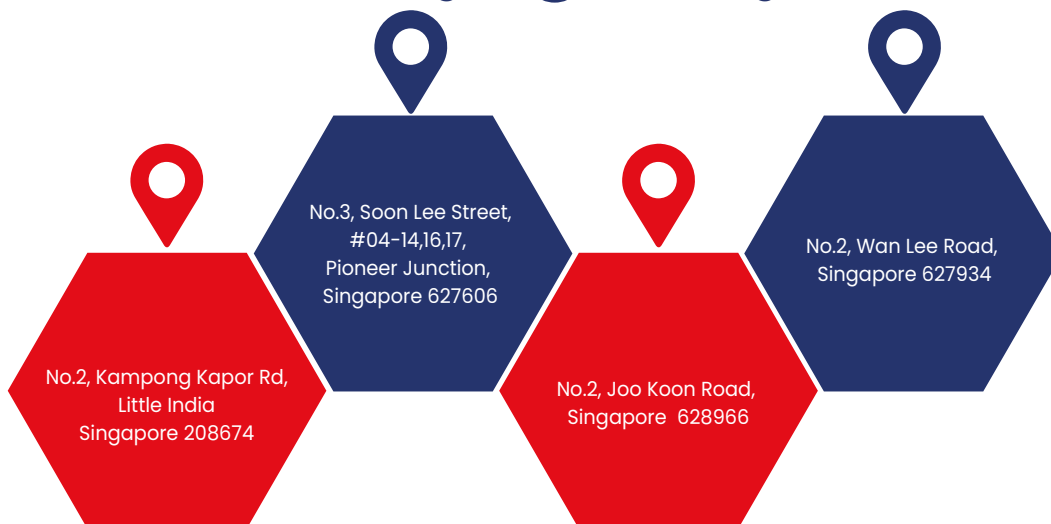 No.2, Kampong Kapor Rd,
Little India
Singapore 208674
No.3, Soon Lee Street,
#04-14,16,17,
Pioneer Junction,
Singapore 627606
No.2, Joo Koon Road,
Singapore  628966
No.2, Wan Lee Road,
Singapore 627934